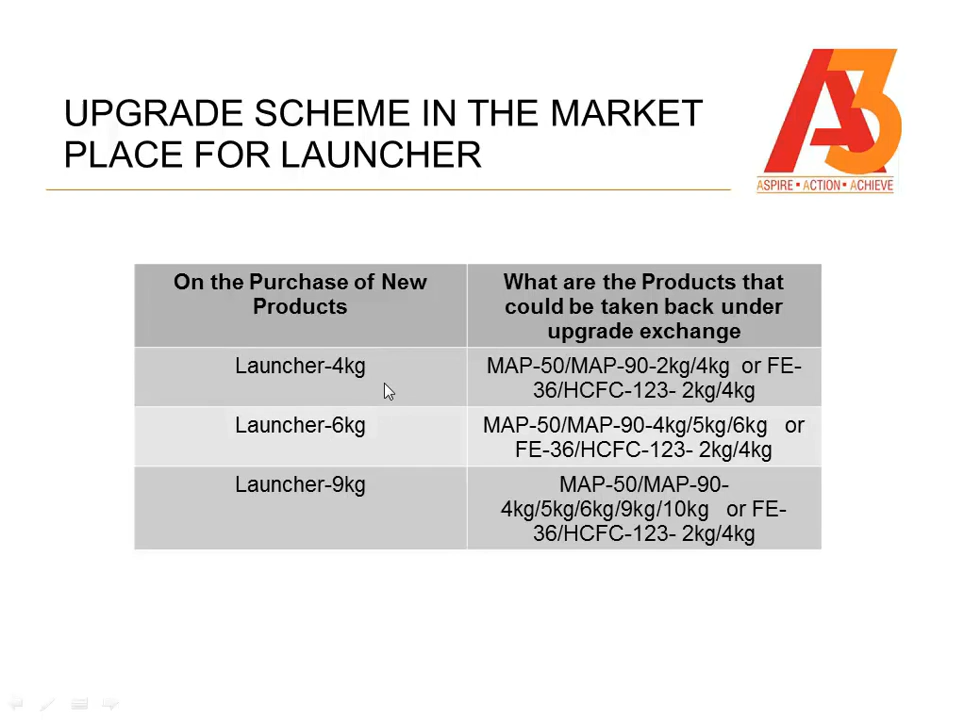 UPGRADE SCHEME IN THE MARKET
PLACE FOR LAUNCHER
A3
ASPIRE • ACTION • ACHIEVE
On the Purchase of New
Products
What are the Products that
could be taken back under
upgrade exchange
Launcher-4kg
MAP-50/MAP-90-2kg/4kg or FE-
36/HCFC-123- 2kg/4kg
Launcher-6kg
MAP-50/MAP-90-4kg/5kg/6kg or
FE-36/HCFC-123- 2kg/4kg
Launcher-9kg
MAP-50/MAP-90-
4kg/5kg/6kg/9kg/10kg or FE-
36/HCFC-123- 2kg/4kg